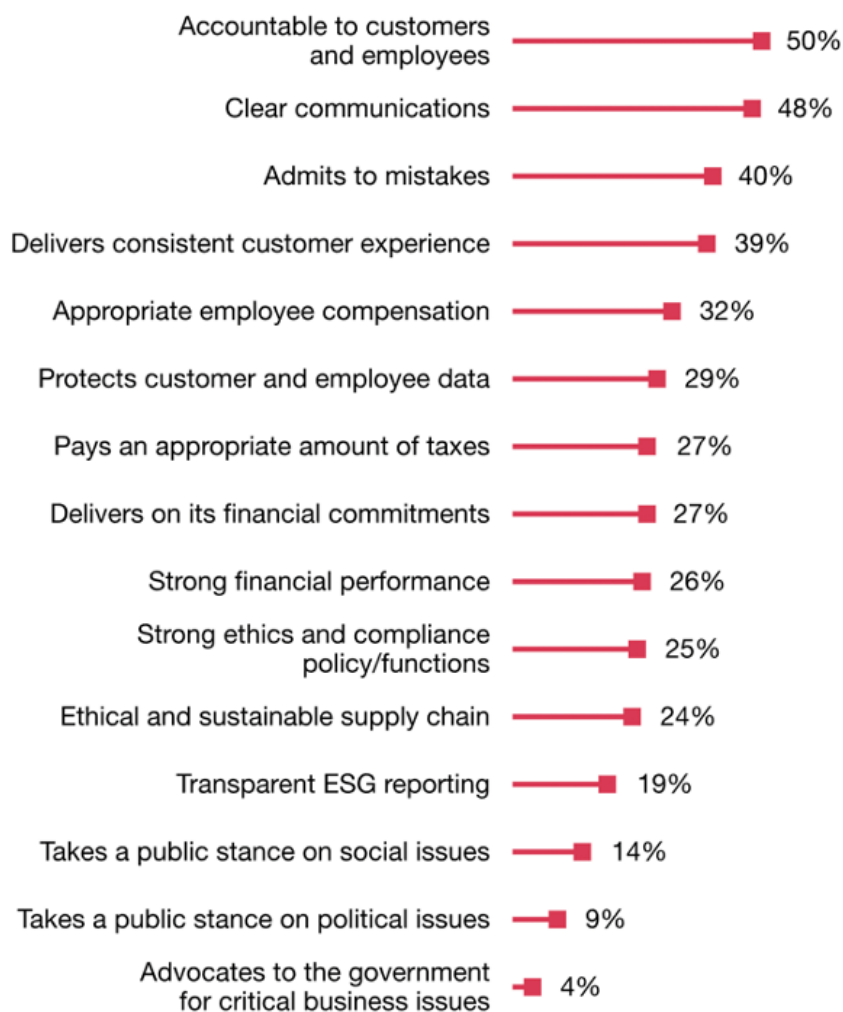 Accountable to customers
and employees
50%
Clear communications
48%
Admits to mistakes
40%
Delivers consistent customer experience
39%
Appropriate employee compensation
32%
Protects customer and employee data
29%
Pays an appropriate amount of taxes
27%
Delivers on its financial commitments
27%
Strong financial performance
26%
Strong ethics and compliance
policy/functions
25%
Ethical and sustainable supply chain
24%
Transparent ESG reporting
19%
Takes a public stance on social issues
14%
Takes a public stance on political issues
9%
Advocates to the government
for critical business issues
4%